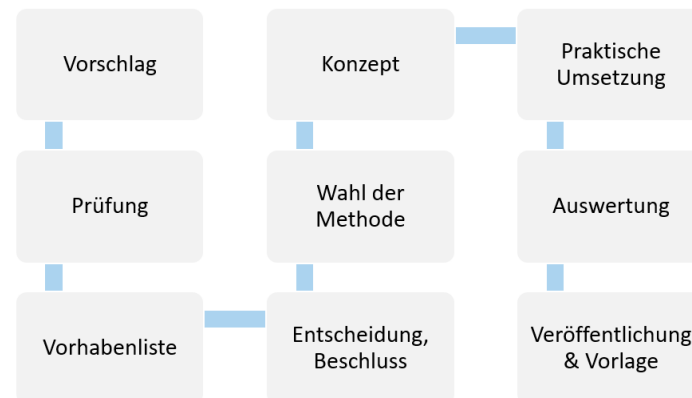 Vorschlag
Prüfung
Vorhabenliste
Entscheidung,
Beschluss
Wahl der
Methode
Konzept
Praktische
Umsetzung
Auswertung
Veröffentlichung
& Vorlage